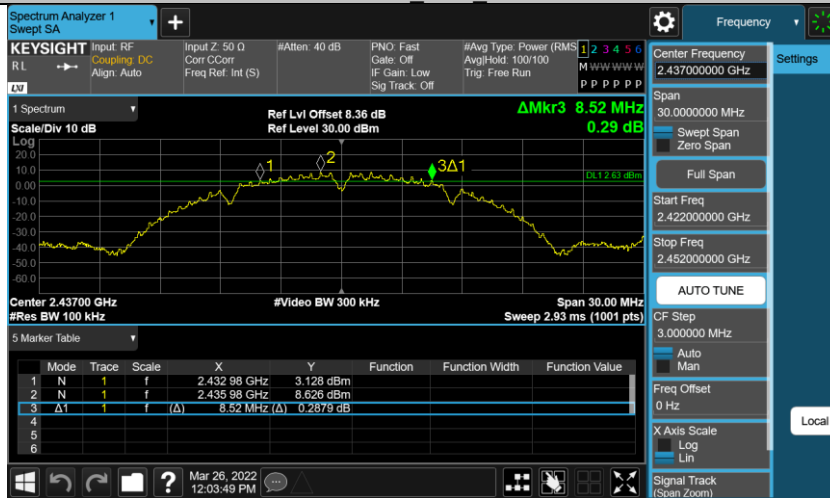 Spectrum Analyzer 1
Swept SA
+
Frequency
KEYSIGHT
R L
LXI
Input: RF
Coupling: DC
Align: Auto
Input Z: 50 Ω
Corr CCorr
Freq Ref: Int (S)
#Atten: 40 dB
PNO: Fast
Gate: Off
IF Gain: Low
Sig Track: Off
#Avg Type: Power (RMS
Avg|Hold: 100/100
Trig: Free Run
1 2 3 4 5 6
M W W W W W
P P P P P P
1 Spectrum
Scale/Div 10 dB
Log
Ref Lvl Offset 8.36 dB
Ref Level 30.00 dBm
ΔMkr3 8.52 MHz
0.29 dB
20.0
10.0
0.00
-10.0
-20.0
-30.0
-40.0
-50.0
-60.0
1
2
3Δ1
DL1 2.63 dBm
Center 2.43700 GHz
#Res BW 100 kHz
#Video BW 300 kHz
Span 30.00 MHz
Sweep 2.93 ms (1001 pts)
5 Marker Table
Mode Trace Scale X Y Function Function Width Function Value
1 N 1 f 2.432 98 GHz 3.128 dBm
2 N 1 f 2.435 98 GHz 8.626 dBm
3 Δ1 1 f (Δ) 8.52 MHz (Δ) 0.2879 dB
4
5
6
?
Mar 26, 2022
12:03:49 PM
Center Frequency
2.437000000 GHz
Span
30.0000000 MHz
Swept Span
Zero Span
Full Span
Start Freq
2.422000000 GHz
Stop Freq
2.452000000 GHz
AUTO TUNE
CF Step
3.000000 MHz
Auto
Man
Freq Offset
0 Hz
X Axis Scale
Log
Lin
Signal Track
(Span Zoom)
Settings
Local